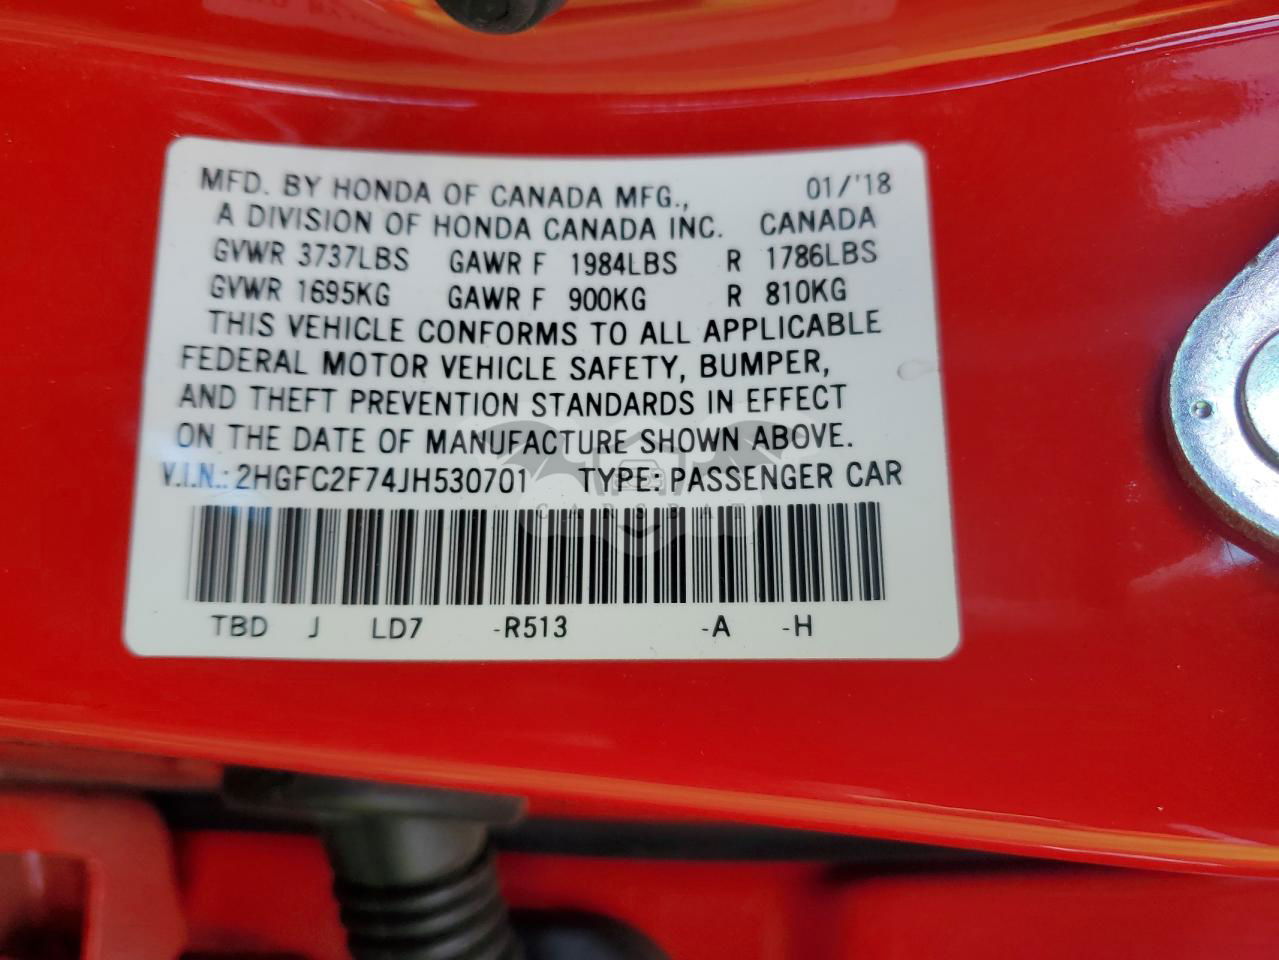 MFD. BY HONDA OF CANADA MFG., 01/'18
A DIVISION OF HONDA CANADA INC. CANADA
GVWR 3737LBS GAWR F 1984LBS R 1786LBS
GVWR 1695KG GAWR F 900KG R 810KG
THIS VEHICLE CONFORMS TO ALL APPLICABLE
FEDERAL MOTOR VEHICLE SAFETY, BUMPER,
AND THEFT PREVENTION STANDARDS IN EFFECT
ON THE DATE OF MANUFACTURE SHOWN ABOVE.
V.I.N.: 2HGFC2F74JH530701 TYPE: PASSENGER CAR
CARSBAT
TBD J LD7 -R513 -A -H